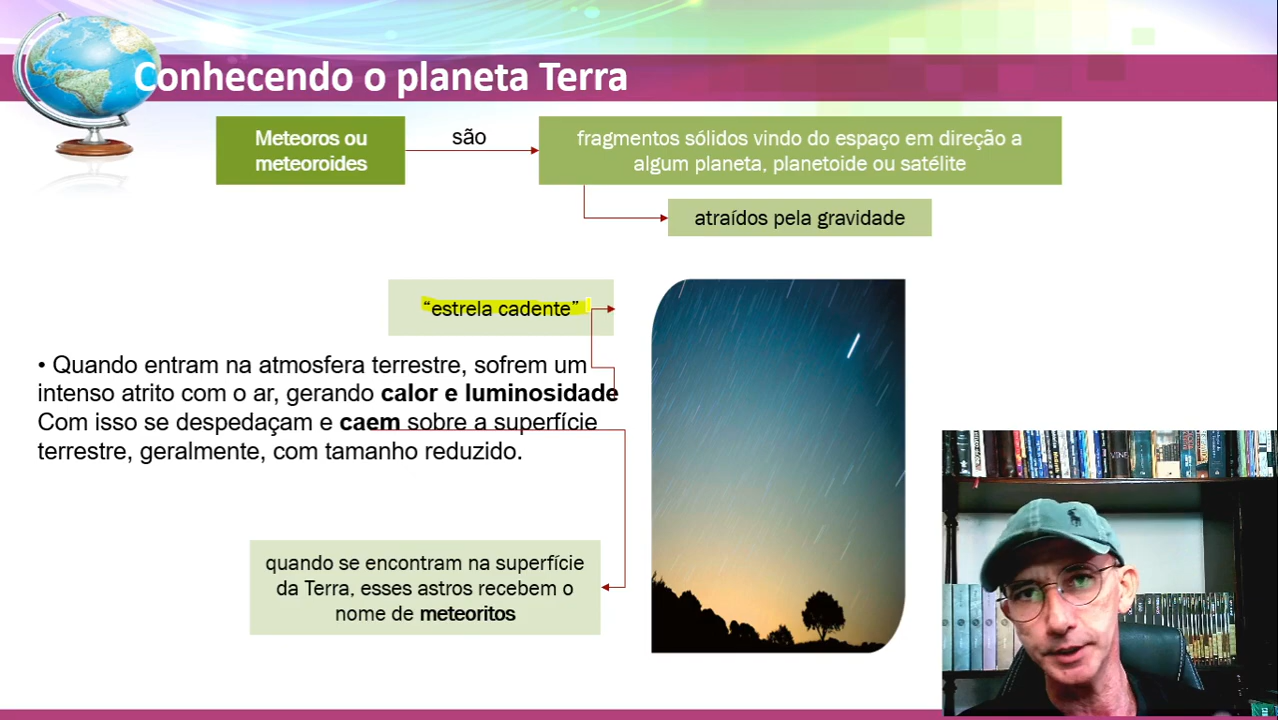 Conhecendo o planeta Terra
Meteoros ou
meteoroides
são
fragmentos sólidos vindo do espaço em direção a
algum planeta, planetoide ou satélite
atraídos pela gravidade
“estrela cadente”
• Quando entram na atmosfera terrestre, sofrem um
intenso atrito com o ar, gerando calor e luminosidade
Com isso se despedaçam e caem sobre a superfície
terrestre, geralmente, com tamanho reduzido.
quando se encontram na superfície
da Terra, esses astros recebem o
nome de meteoritos
VINE